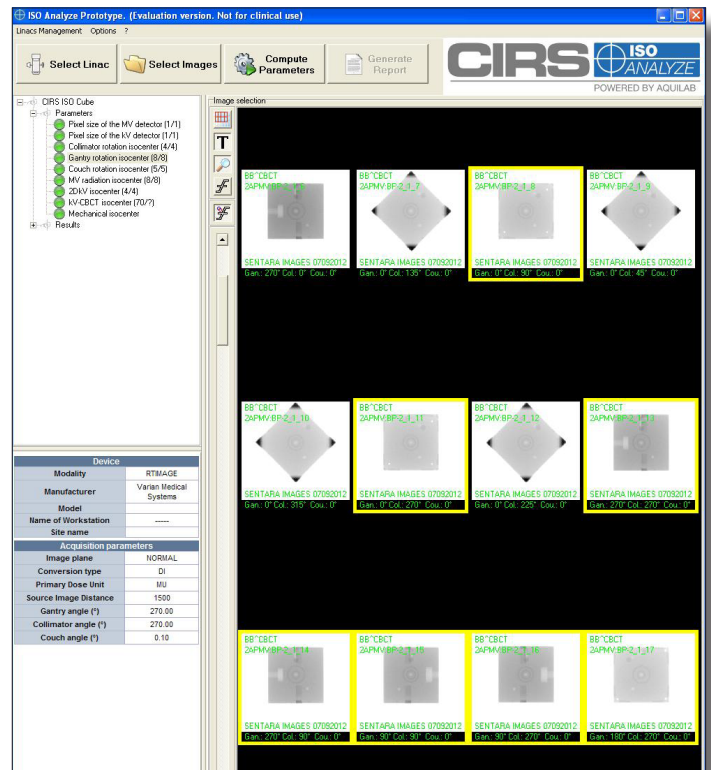 ISO Analyze Prototype. (Evaluation version. Not for clinical use)
Linacs Management Options ?
Select Linac
Select Images
Compute Parameters
Generate Report
CIRS ISO ANALYZE
POWERED BY AQUILAB
CIRS ISO Cube
Parameters
Pixel size of the MV detector (1/1)
Pixel size of the kV detector (1/1)
Collimator rotation isocenter (4/4)
Gantry rotation isocenter (8/8)
Couch rotation isocenter (5/5)
MV radiation isocenter (8/8)
2DkV isocenter (4/4)
kV-CBCT isocenter (70/?)
Mechanical isocenter
Results
Device
Modality RTIMAGE
Manufacturer Varian Medical Systems
Model
Name of Workstation -----
Site name
Acquisition parameters
Image plane NORMAL
Conversion type DI
Primary Dose Unit MU
Source Image Distance 1500
Gantry angle (°) 270.00
Collimator angle (°) 270.00
Couch angle (°) 0.10
Image selection
T
BB^CBCT
2APMV:BP-2_1_6
SENTARA IMAGES 07092012
Gan.: 270° Col.: 0° Cou.: 0°
BB^CBCT
2APMV:BP-2_1_7
SENTARA IMAGES 07092012
Gan.: 0° Col.: 135° Cou.: 0°
BB^CBCT
2APMV:BP-2_1_8
SENTARA IMAGES 07092012
Gan.: 0° Col.: 90° Cou.: 0°
BB^CBCT
2APMV:BP-2_1_9
SENTARA IMAGES 07092012
Gan.: 0° Col.: 45° Cou.: 0°
BB^CBCT
2APMV:BP-2_1_10
SENTARA IMAGES 07092012
Gan.: 0° Col.: 315° Cou.: 0°
BB^CBCT
2APMV:BP-2_1_11
SENTARA IMAGES 07092012
Gan.: 0° Col.: 270° Cou.: 0°
BB^CBCT
2APMV:BP-2_1_12
SENTARA IMAGES 07092012
Gan.: 0° Col.: 225° Cou.: 0°
BB^CBCT
2APMV:BP-2_1_13
SENTARA IMAGES 07092012
Gan.: 270° Col.: 270° Cou.: 0°
BB^CBCT
2APMV:BP-2_1_14
SENTARA IMAGES 07092012
Gan.: 270° Col.: 90° Cou.: 0°
BB^CBCT
2APMV:BP-2_1_15
SENTARA IMAGES 07092012
Gan.: 90° Col.: 90° Cou.: 0°
BB^CBCT
2APMV:BP-2_1_16
SENTARA IMAGES 07092012
Gan.: 90° Col.: 270° Cou.: 0°
BB^CBCT
2APMV:BP-2_1_17
SENTARA IMAGES 07092012
Gan.: 180° Col.: 270° Cou.: 0°